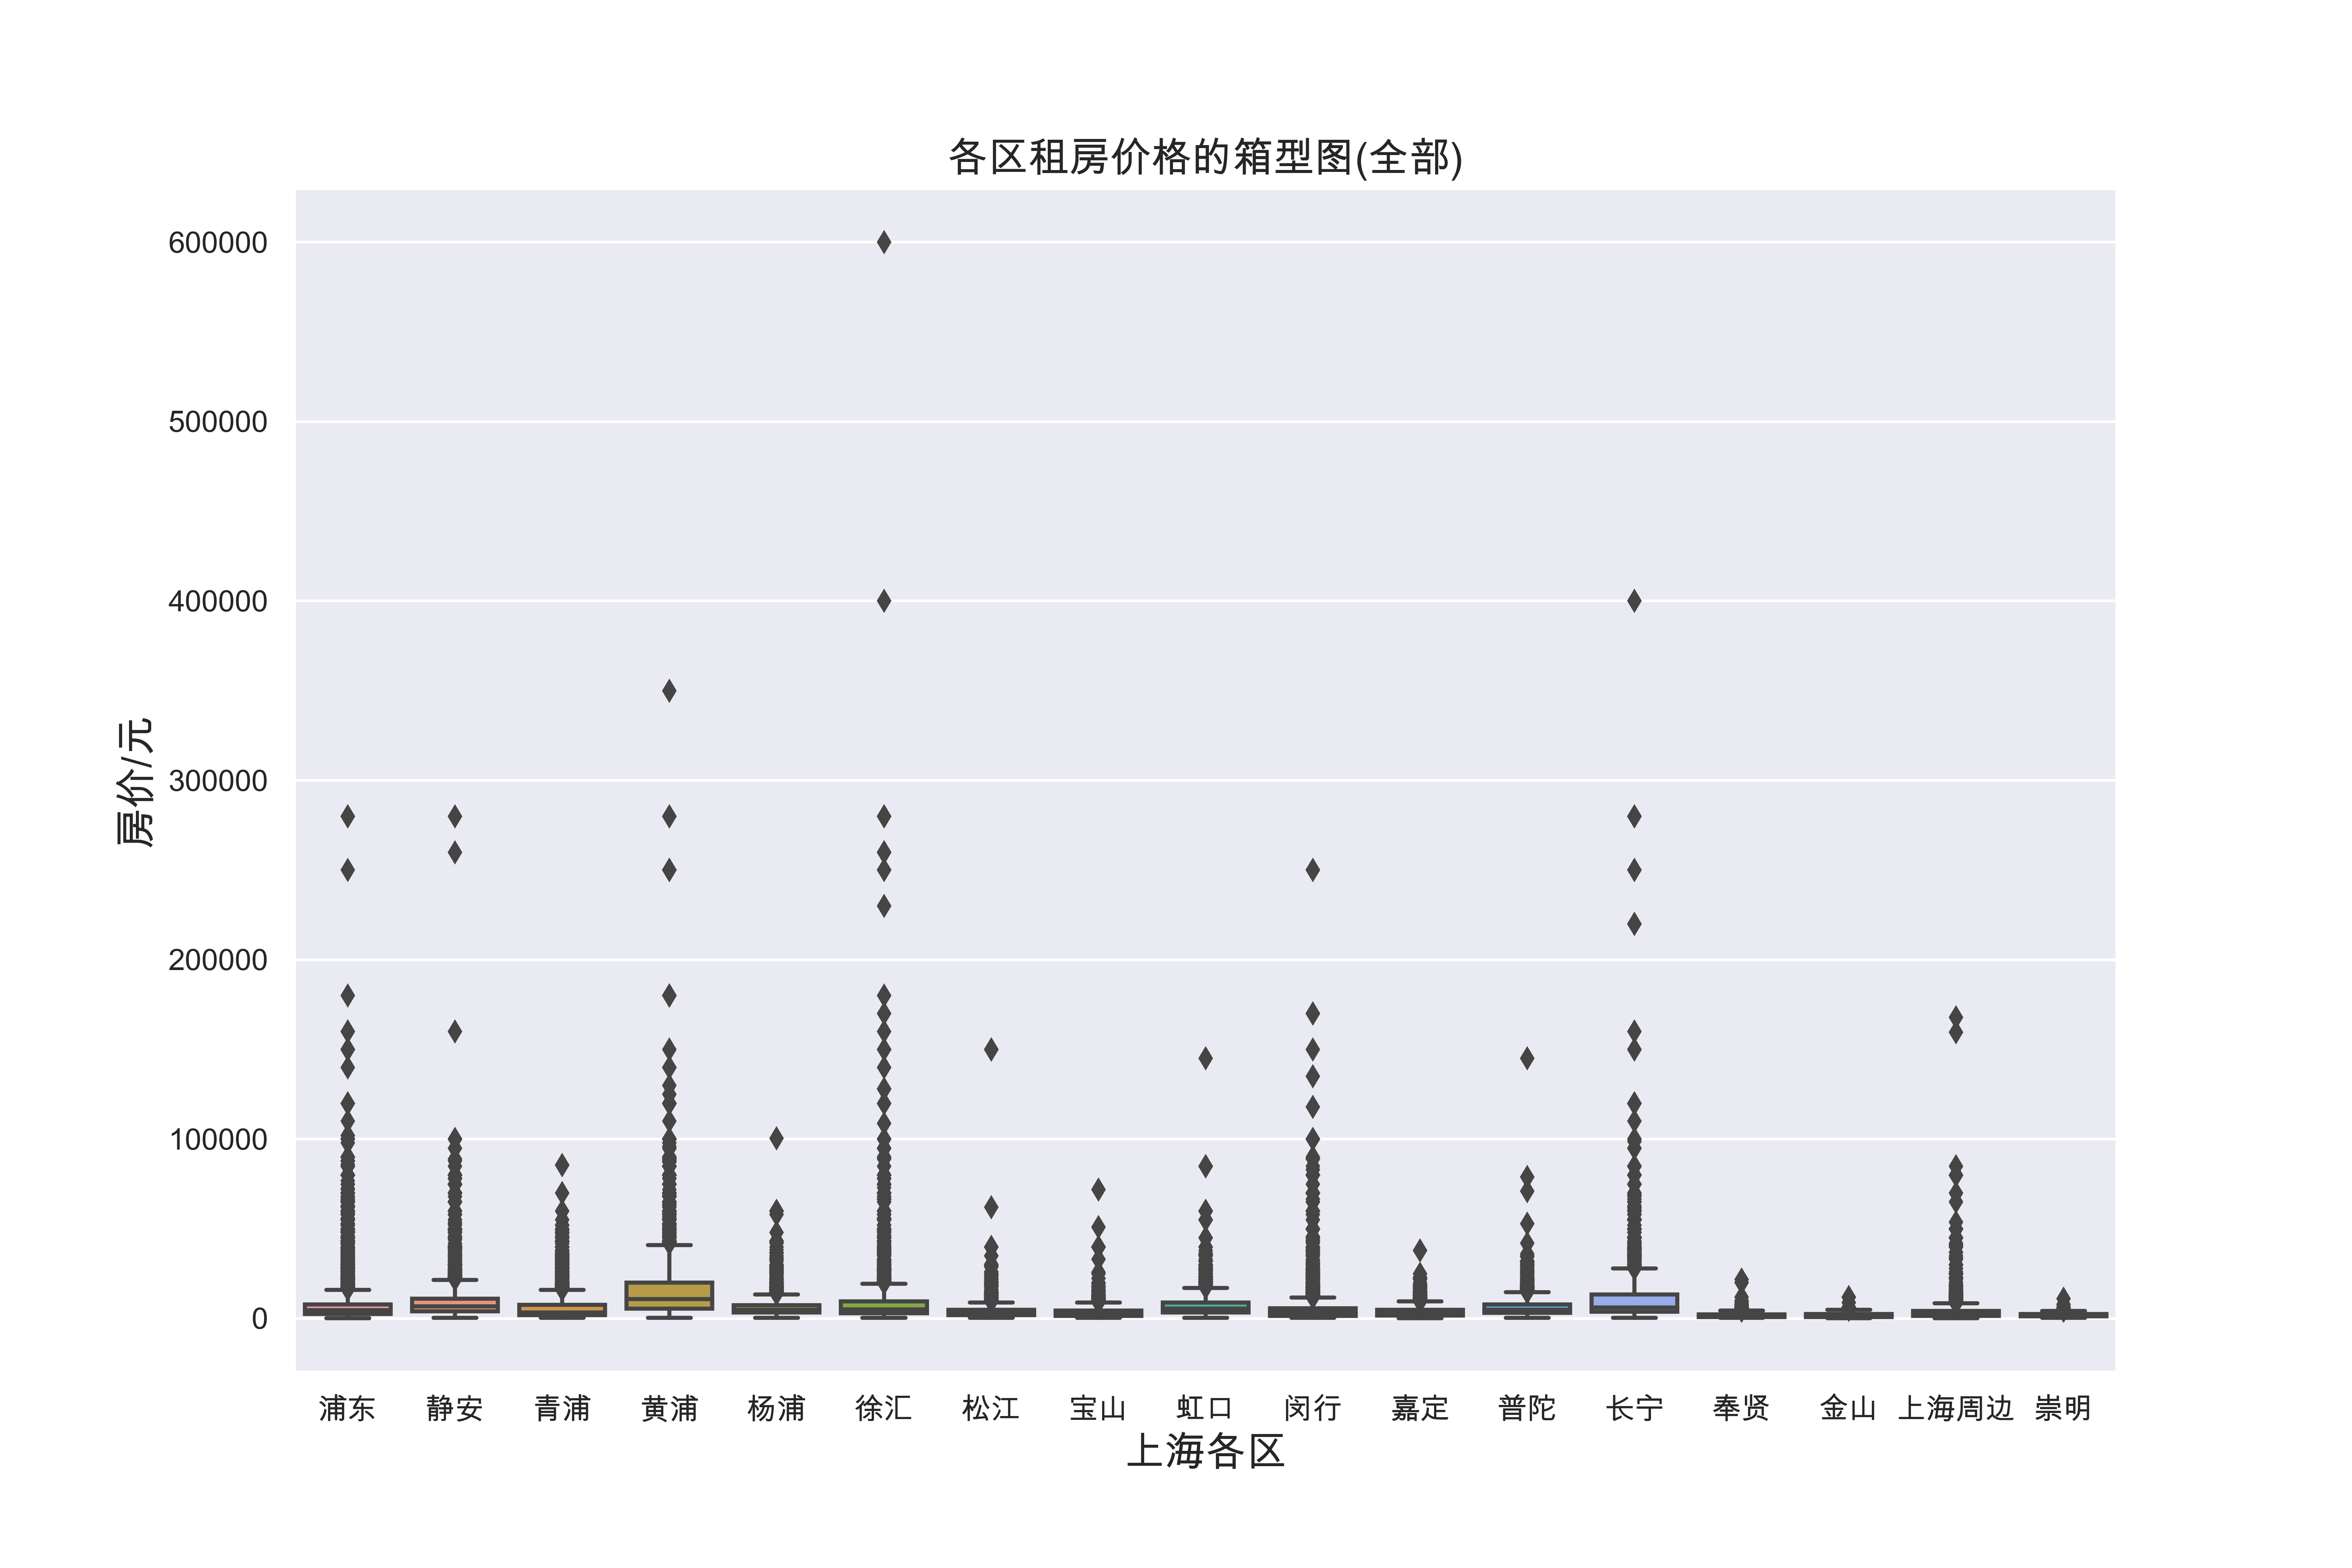 各区租房价格的箱型图(全部)
房价/元
600000
500000
400000
300000
200000
100000
0
浦东 静安 青浦 黄浦 杨浦 徐汇 松江 宝山 虹口 闵行 嘉定 普陀 长宁 奉贤 金山 上海周边 崇明
上海各区